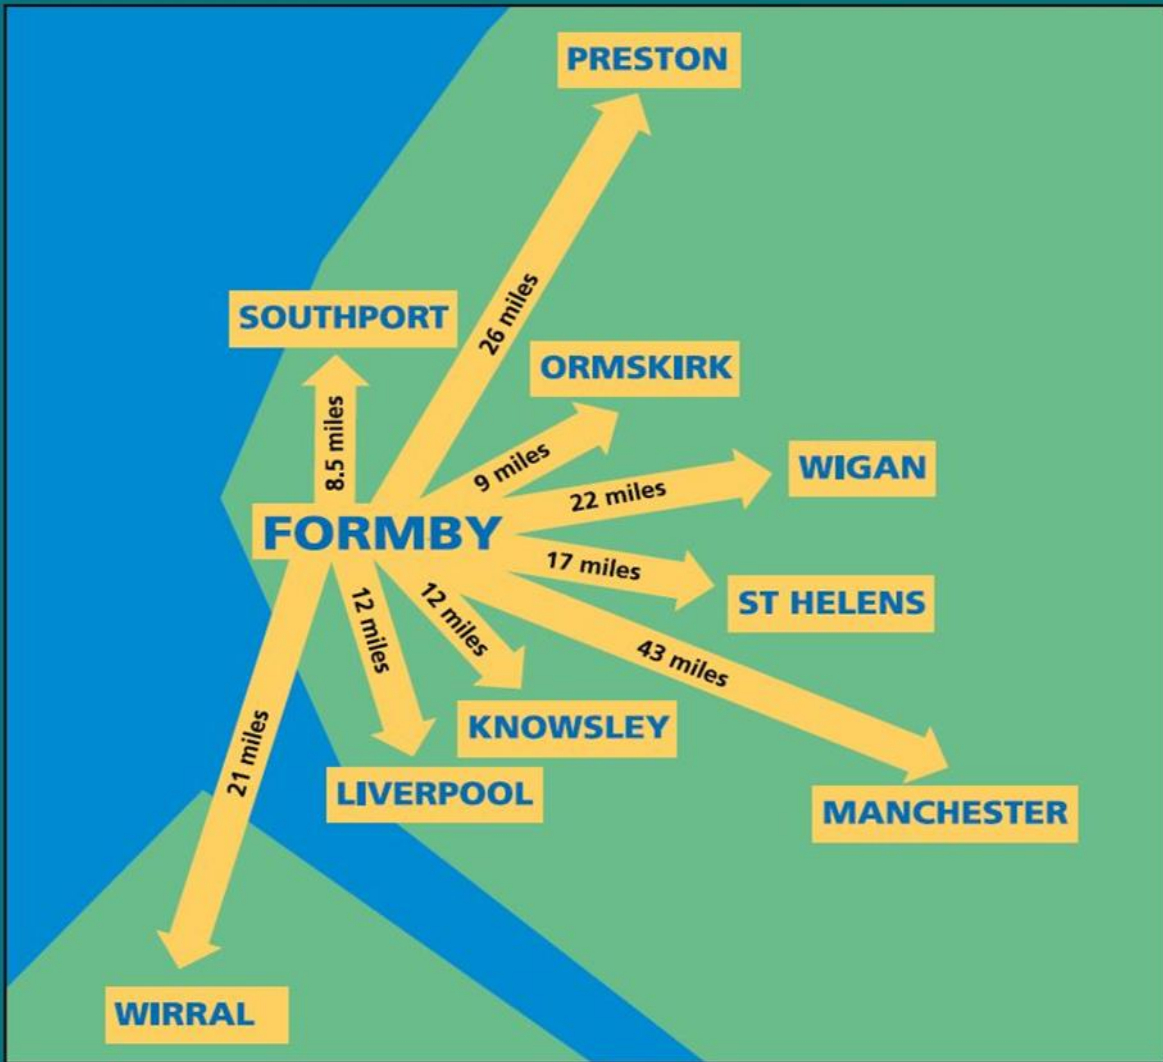 PRESTON
26 miles
SOUTHPORT
8.5 miles
ORMSKIRK
9 miles
WIGAN
22 miles
FORMBY
17 miles
ST HELENS
12 miles
12 miles
43 miles
KNOWSLEY
21 miles
LIVERPOOL
MANCHESTER
WIRRAL